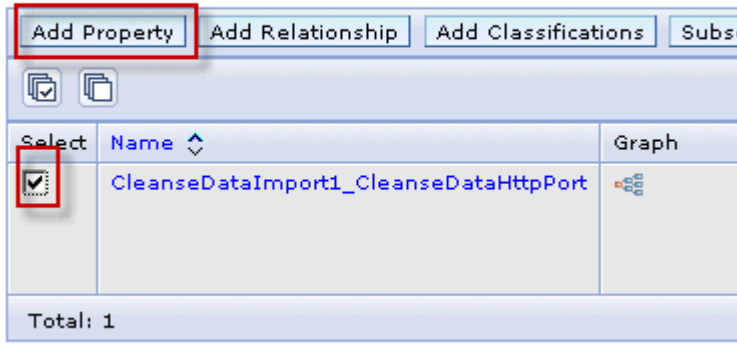 Add Property Add Relationship Add Classifications
Select Name Graph
CleanseDataImport1_CleanseDataHttpPort
Total: 1